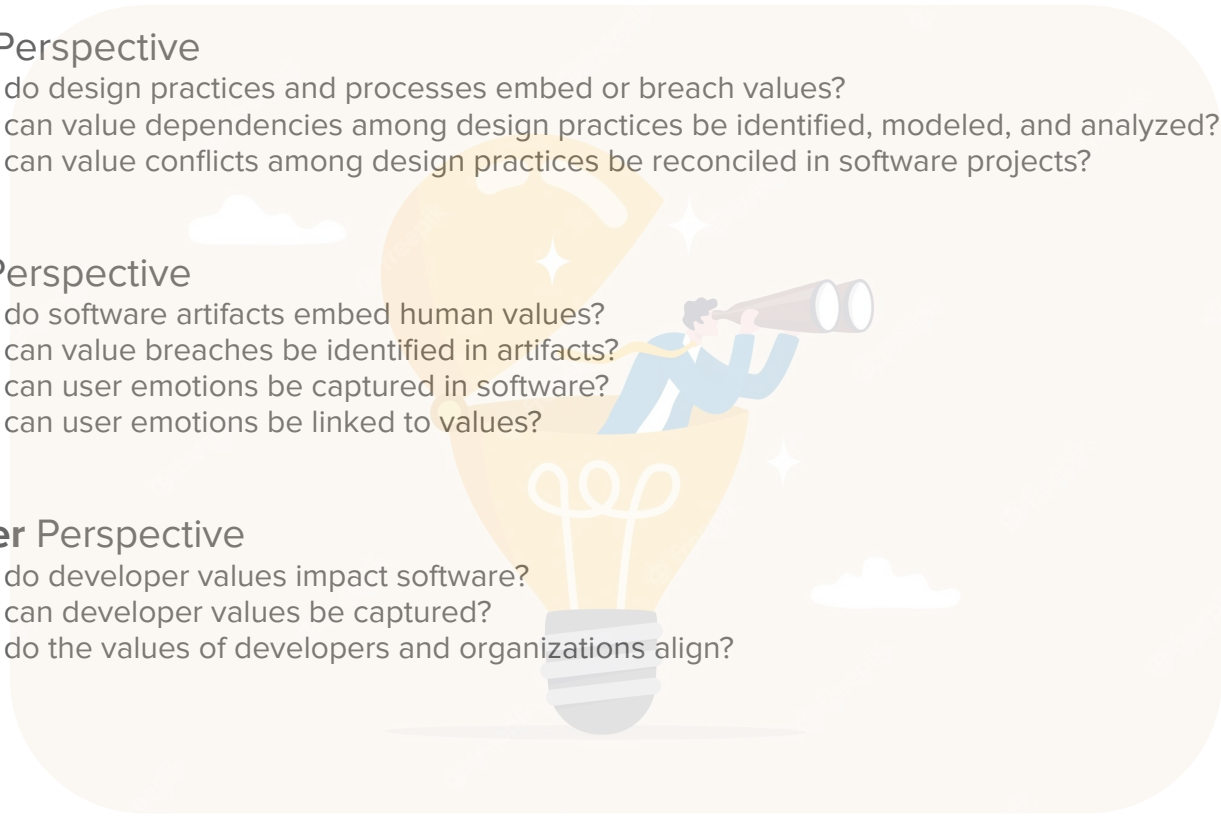 Perspective
do design practices and processes embed or breach values?
can value dependencies among design practices be identified, modeled, and analyzed?
can value conflicts among design practices be reconciled in software projects?
Perspective
do software artifacts embed human values?
can value breaches be identified in artifacts?
can user emotions be captured in software?
can user emotions be linked to values?
er Perspective
do developer values impact software?
can developer values be captured?
do the values of developers and organizations align?